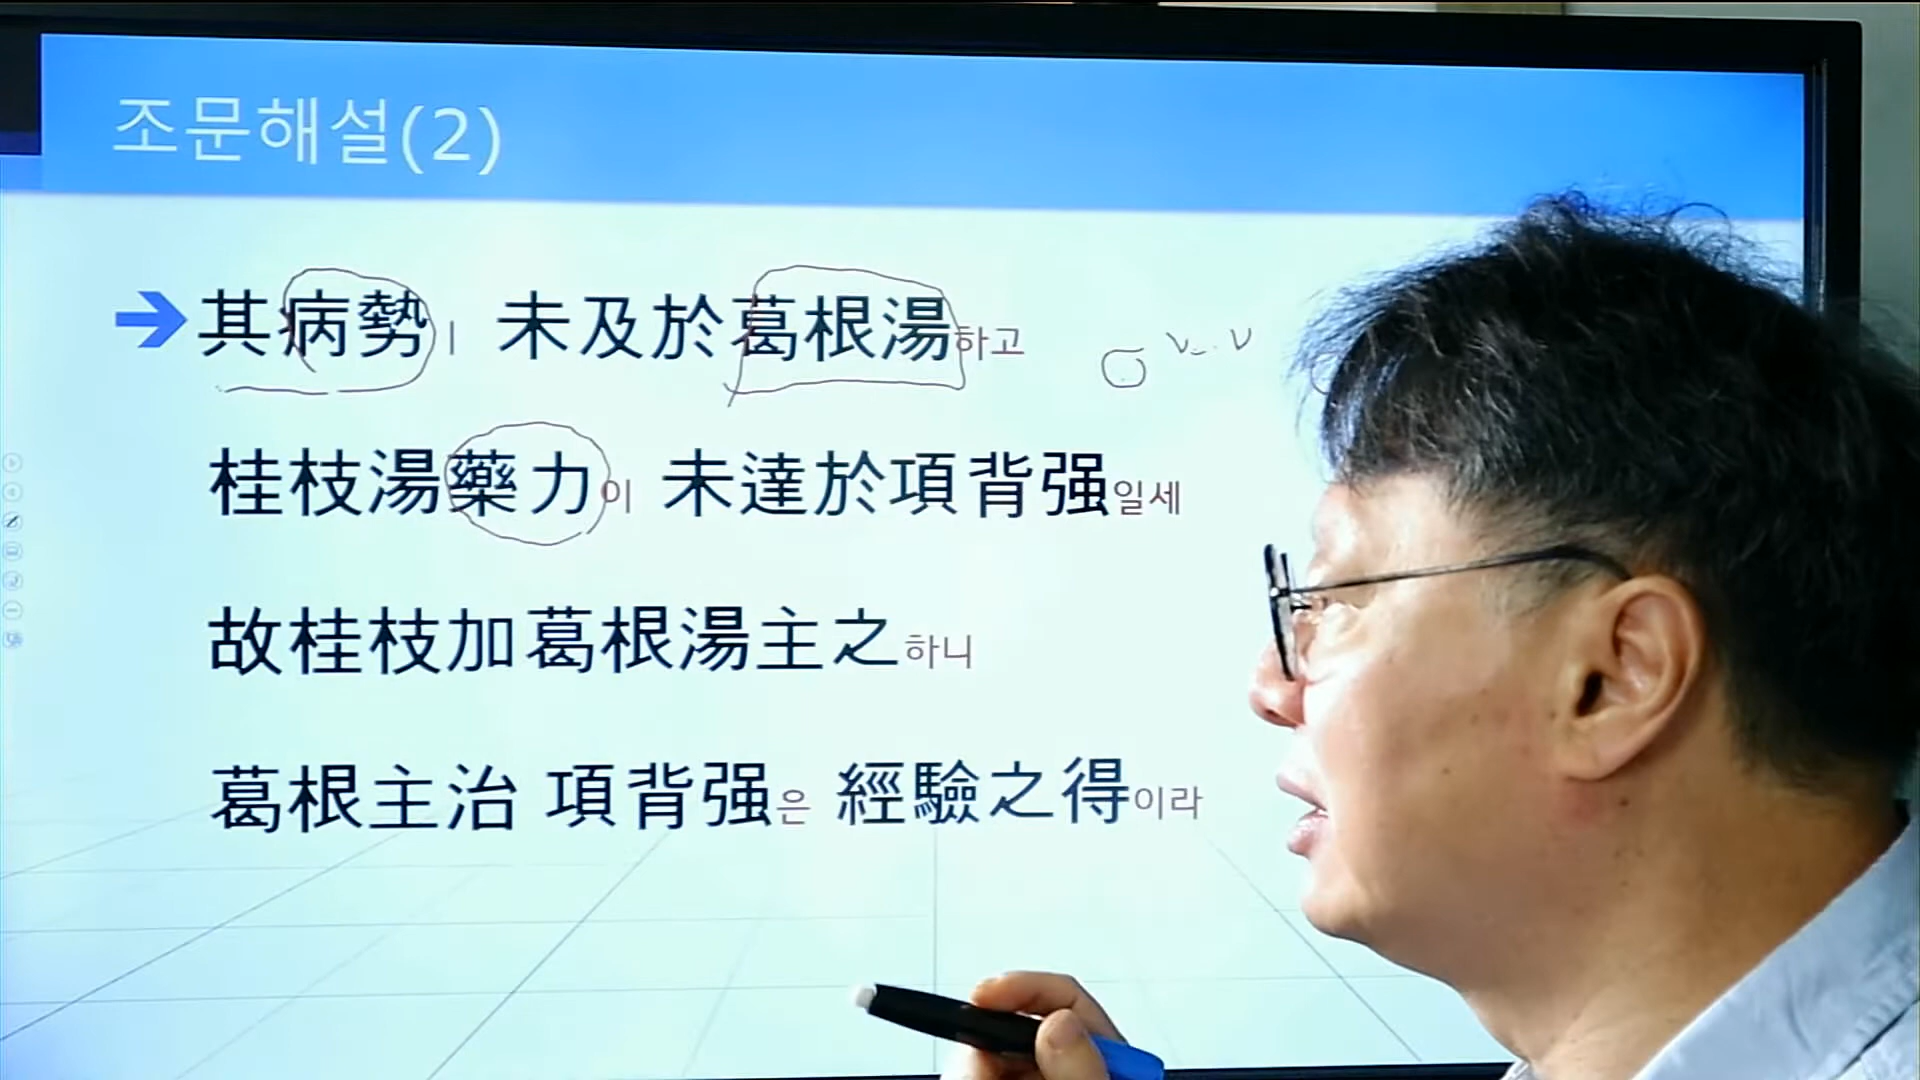 조문해설(2)
其病勢ㅣ 未及於葛根湯하고
桂枝湯藥力이 未達於項背强일세
故桂枝加葛根湯主之하니
葛根主治 項背强은 經驗之得이라